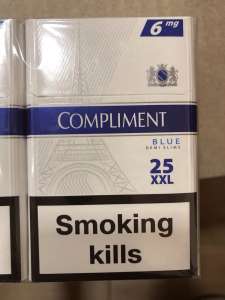 6 mg
COMPLIMENT
BLUE
DEMI SLIMS
25
XXL
Smoking
kills